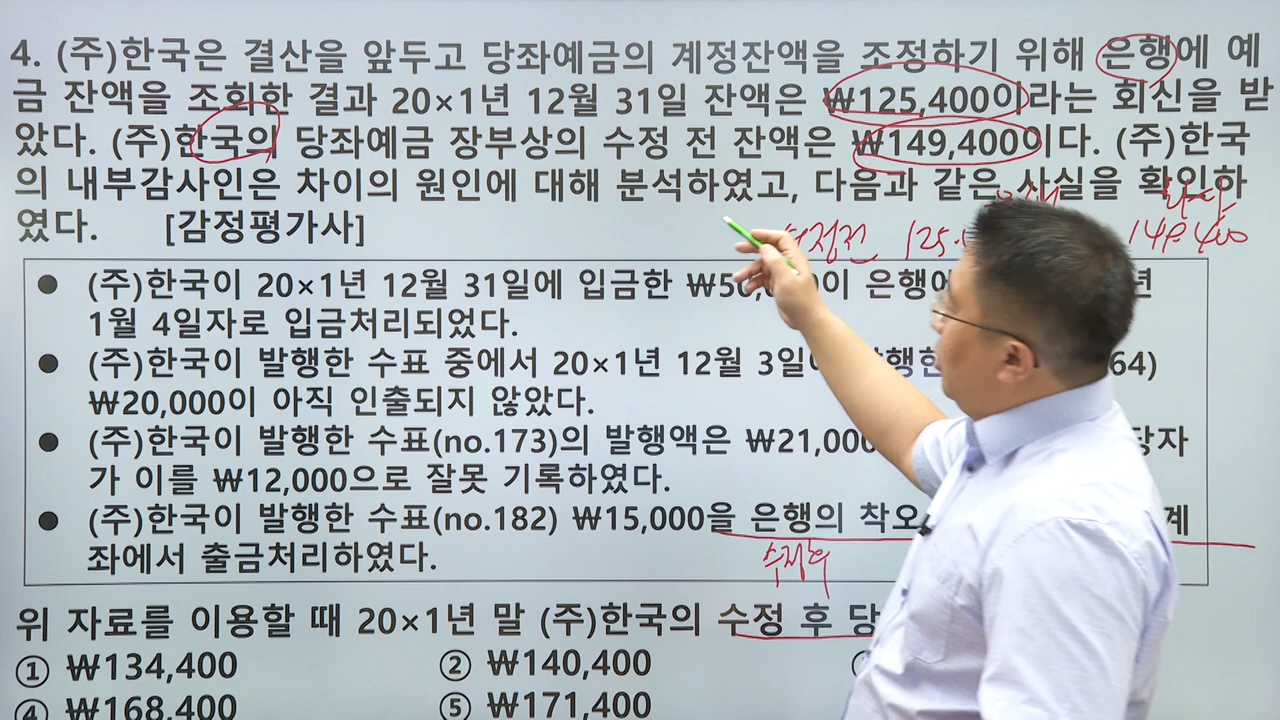 4. (주)한국은 결산을 앞두고 당좌예금의 계정잔액을 조정하기 위해 은행에 예
금 잔액을 조회한 결과 20×1년 12월 31일 잔액은 ₩125,400이라는 회신을 받
았다. (주)한국의 당좌예금 장부상의 수정 전 잔액은 ₩149,400이다. (주)한국
의 내부감사인은 차이의 원인에 대해 분석하였고, 다음과 같은 사실을 확인하
였다. [감정평가사]
수정전 125. 149,400
● (주)한국이 20×1년 12월 31일에 입금한 이 은행에 년
1월 4일자로 입금처리되었다.
● (주)한국이 발행한 수표 중에서 20×1년 12월 3일 64)
₩20,000이 아직 인출되지 않았다.
● (주)한국이 발행한 수표(no.173)의 발행액은 ₩21,000 당자
가 이를 ₩12,000으로 잘못 기록하였다.
● (주)한국이 발행한 수표(no.182) ₩15,000을 은행의 착오 계
좌에서 출금처리하였다.
수정후
위 자료를 이용할 때 20×1년 말 (주)한국의 수정 후 당
① ₩134,400 ② ₩140,400
④ ₩168,400 ⑤ ₩171,400